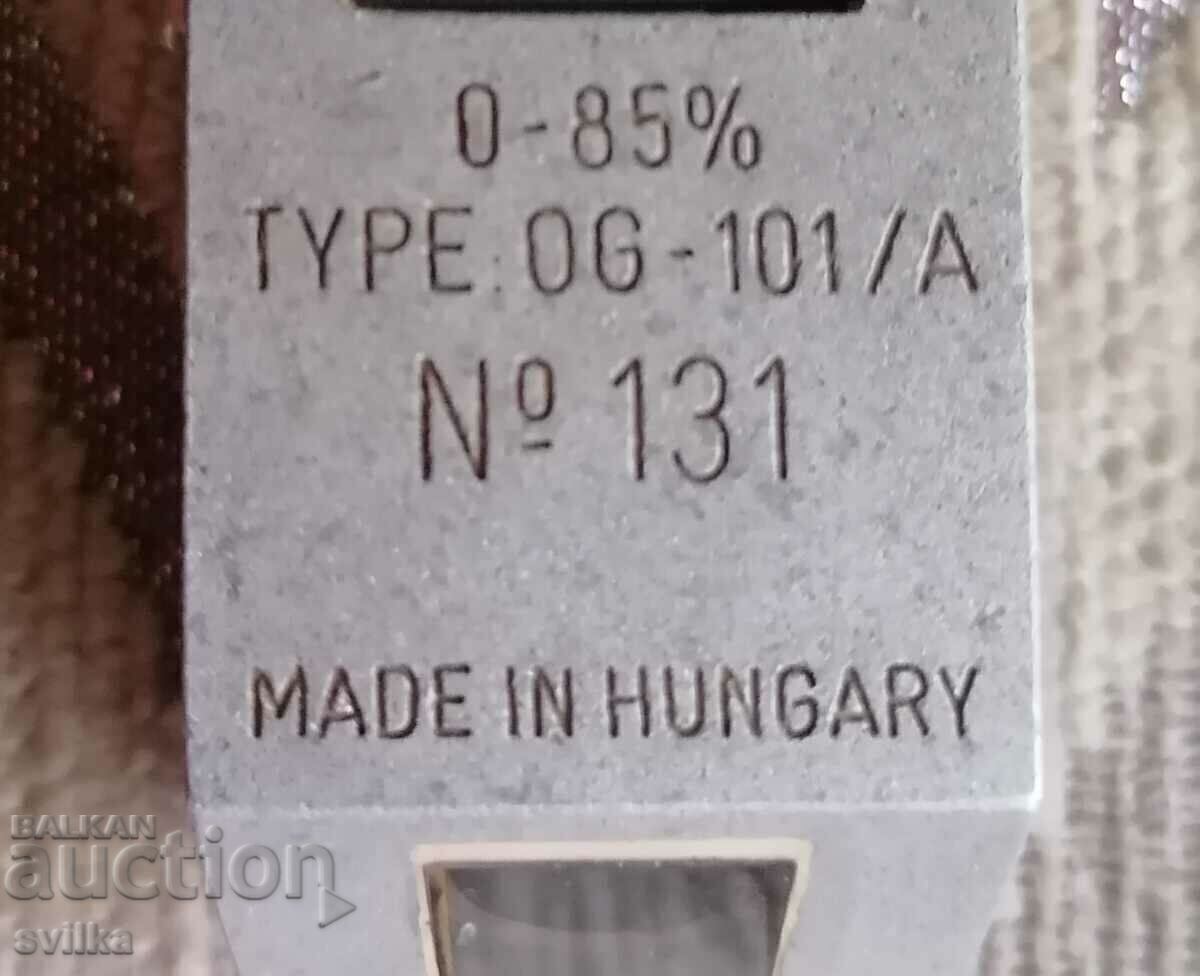 0-85%
TYPE: OG-101/A
Nº 131
MADE IN HUNGARY
BALKAN
auction
svilka